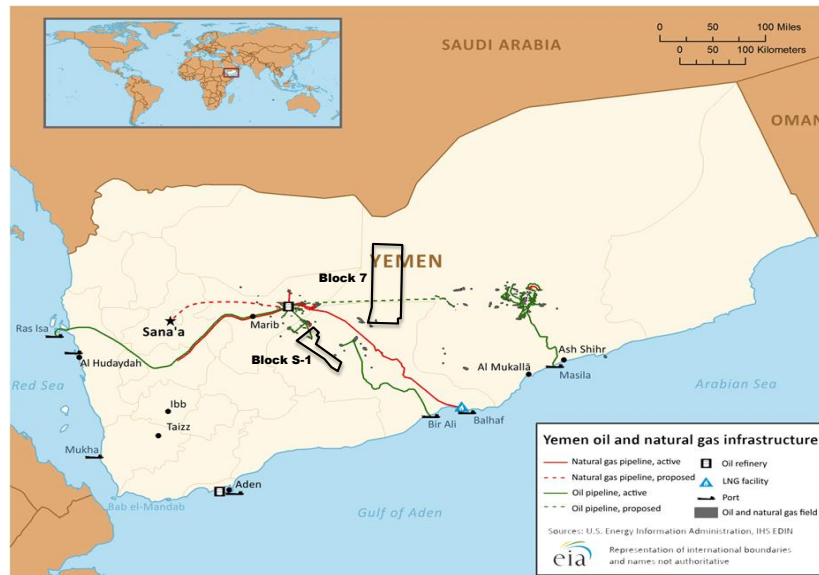 SAUDI ARABIA
0 50 100 Miles
0 50 100 Kilometers
OMAN
YEMEN
Block 7
Ras Isa
Sana'a
Marib
Al Hudaydah
Block S-1
Ash Shihr
Al Mukallā
Masila
Red Sea
Arabian Sea
Ibb
Taizz
Bir Ali
Balhaf
Mukha
Aden
Bab el-Mandab
Gulf of Aden
Yemen oil and natural gas infrastructure
Natural gas pipeline, active
Natural gas pipeline, proposed
Oil pipeline, active
Oil pipeline, proposed
Oil refinery
LNG facility
Port
Oil and natural gas field
Sources: U.S. Energy Information Administration, IHS EDIN
eia
Representation of international boundaries
and names not authoritative